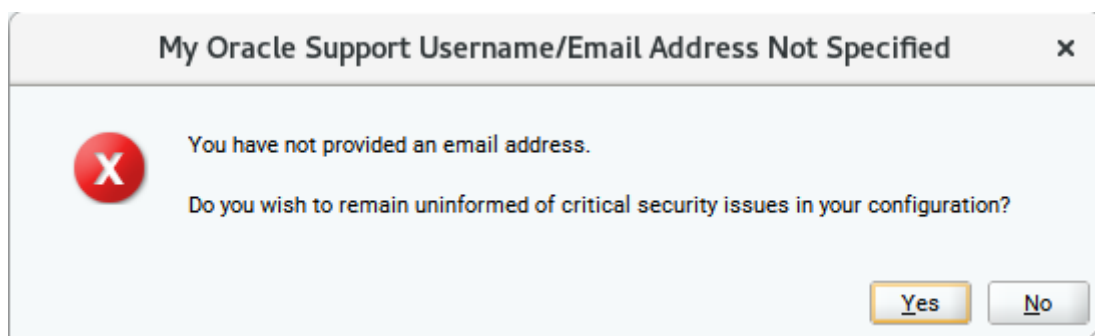 My Oracle Support Username/Email Address Not Specified
You have not provided an email address.
Do you wish to remain uninformed of critical security issues in your configuration?
Yes No